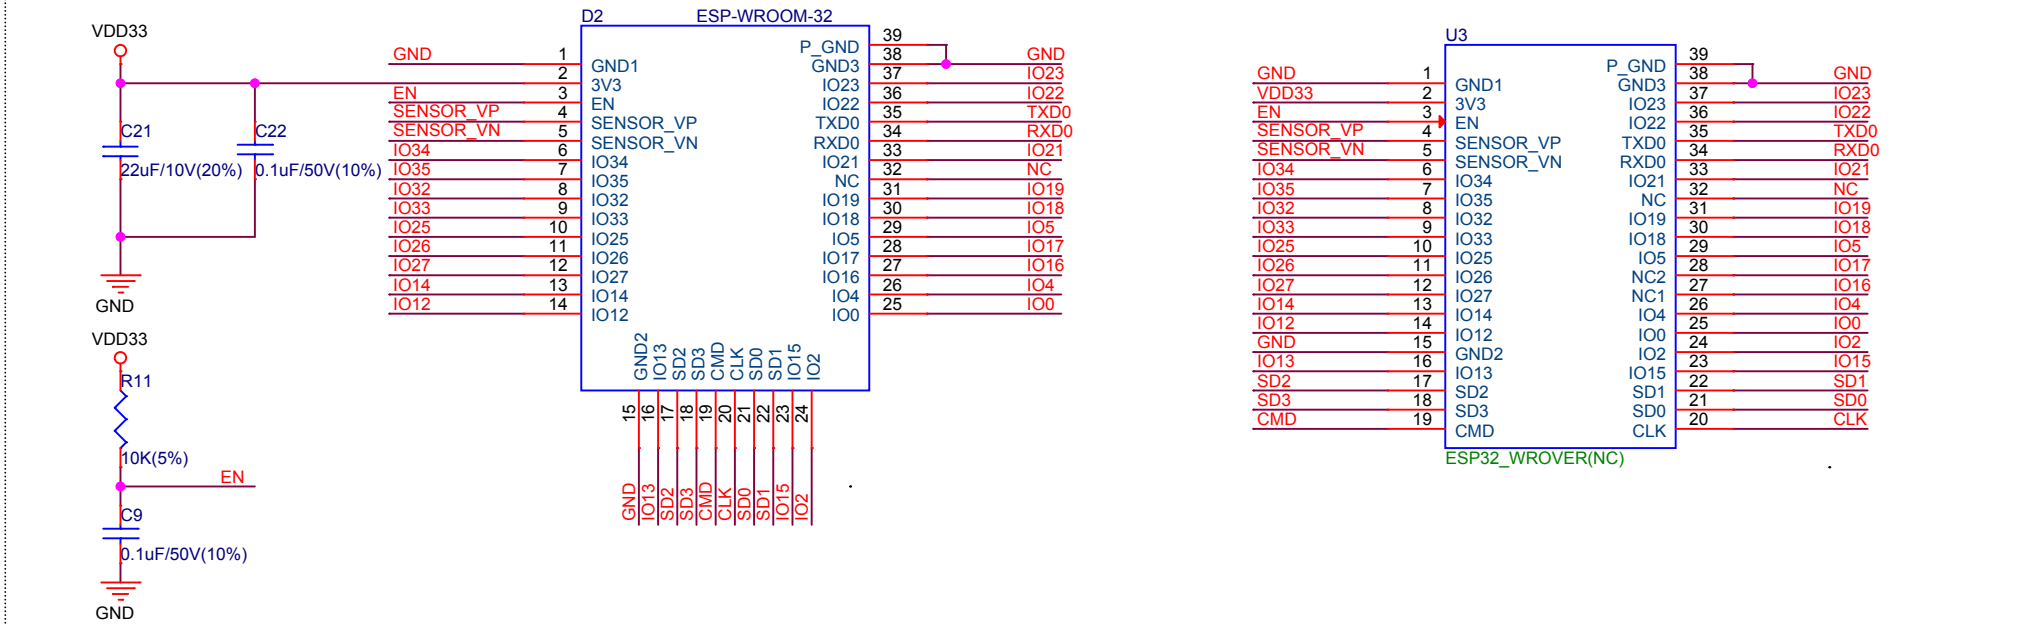 VDD33
C21
22uF/10V(20%)
C22
0.1uF/50V(10%)
GND
VDD33
R11
10K(5%)
EN
C9
0.1uF/50V(10%)
GND
D2 ESP-WROOM-32
GND 1 GND1
2 3V3
EN 3 EN
SENSOR_VP 4 SENSOR_VP
SENSOR_VN 5 SENSOR_VN
IO34 6 IO34
IO35 7 IO35
IO32 8 IO32
IO33 9 IO33
IO25 10 IO25
IO26 11 IO26
IO27 12 IO27
IO14 13 IO14
IO12 14 IO12
P_GND 39
GND3 38 GND
IO23 37 IO23
IO22 36 IO22
TXD0 35 TXD0
RXD0 34 RXD0
IO21 33 IO21
NC 32 NC
IO19 31 IO19
IO18 30 IO18
IO5 29 IO5
IO17 28 IO17
IO16 27 IO16
IO4 26 IO4
IO0 25 IO0
GND2 15 GND
IO13 16 IO13
SD2 17 SD2
SD3 18 SD3
CMD 19 CMD
CLK 20 CLK
SD0 21 SD0
SD1 22 SD1
IO15 23 IO15
IO2 24 IO2
U3
GND 1 GND1
VDD33 2 3V3
EN 3 EN
SENSOR_VP 4 SENSOR_VP
SENSOR_VN 5 SENSOR_VN
IO34 6 IO34
IO35 7 IO35
IO32 8 IO32
IO33 9 IO33
IO25 10 IO25
IO26 11 IO26
IO27 12 IO27
IO14 13 IO14
IO12 14 IO12
GND 15 GND2
IO13 16 IO13
SD2 17 SD2
SD3 18 SD3
CMD 19 CMD
P_GND 39
GND3 38 GND
IO23 37 IO23
IO22 36 IO22
TXD0 35 TXD0
RXD0 34 RXD0
IO21 33 IO21
NC 32 NC
IO19 31 IO19
IO18 30 IO18
IO5 29 IO5
NC2 28 IO17
NC1 27 IO16
IO4 26 IO4
IO0 25 IO0
IO2 24 IO2
IO15 23 IO15
SD1 22 SD1
SD0 21 SD0
CLK 20 CLK
ESP32_WROVER(NC)